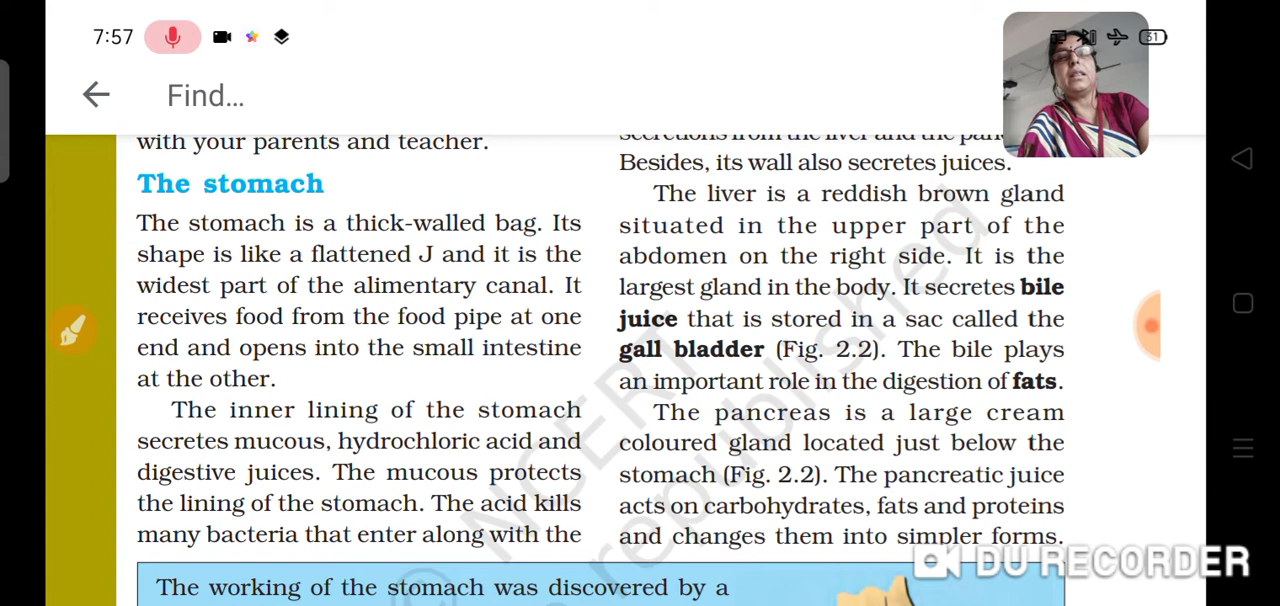 7:57
31
Find...
with your parents and teacher.
The stomach
The stomach is a thick-walled bag. Its
shape is like a flattened J and it is the
widest part of the alimentary canal. It
receives food from the food pipe at one
end and opens into the small intestine
at the other.
The inner lining of the stomach
secretes mucous, hydrochloric acid and
digestive juices. The mucous protects
the lining of the stomach. The acid kills
many bacteria that enter along with the
secretions from the liver and the
Besides, its wall also secretes juices.
The liver is a reddish brown gland
situated in the upper part of the
abdomen on the right side. It is the
largest gland in the body. It secretes bile
juice that is stored in a sac called the
gall bladder (Fig. 2.2). The bile plays
an important role in the digestion of fats.
The pancreas is a large cream
coloured gland located just below the
stomach (Fig. 2.2). The pancreatic juice
acts on carbohydrates, fats and proteins
and changes them into simpler forms.
The working of the stomach was discovered by a
© NCERT
republished
DU RECORDER